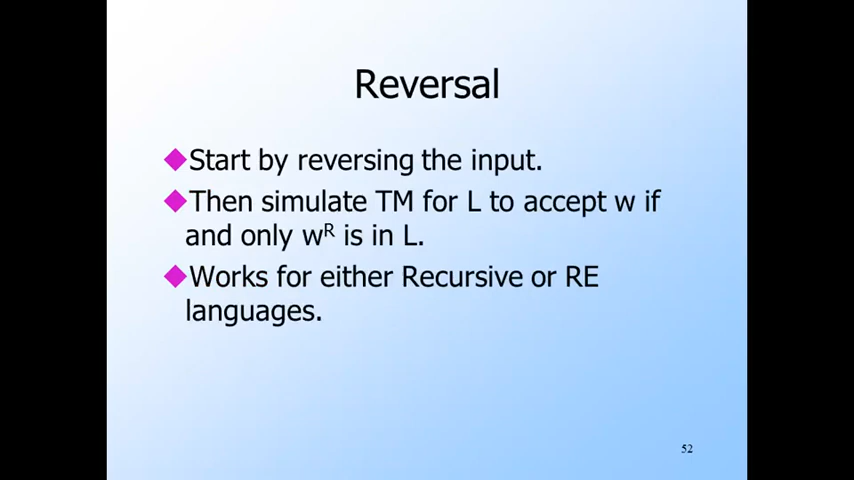 Reversal
◆Start by reversing the input.
◆Then simulate TM for L to accept w if
and only wᴿ is in L.
◆Works for either Recursive or RE
languages.
52